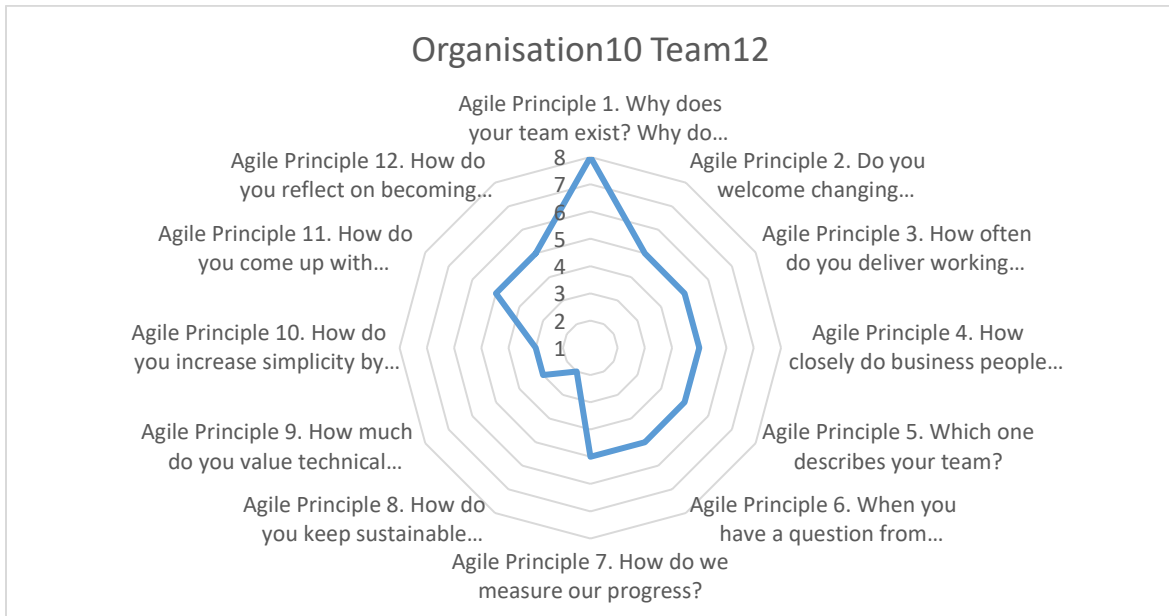 Organisation10 Team12
Agile Principle 1. Why does
your team exist? Why do…
Agile Principle 2. Do you
welcome changing…
Agile Principle 3. How often
do you deliver working…
Agile Principle 4. How
closely do business people…
Agile Principle 5. Which one
describes your team?
Agile Principle 6. When you
have a question from…
Agile Principle 7. How do we
measure our progress?
Agile Principle 8. How do
you keep sustainable…
Agile Principle 9. How much
do you value technical…
Agile Principle 10. How do
you increase simplicity by…
Agile Principle 11. How do
you come up with…
Agile Principle 12. How do
you reflect on becoming…
8
7
6
5
4
3
2
1